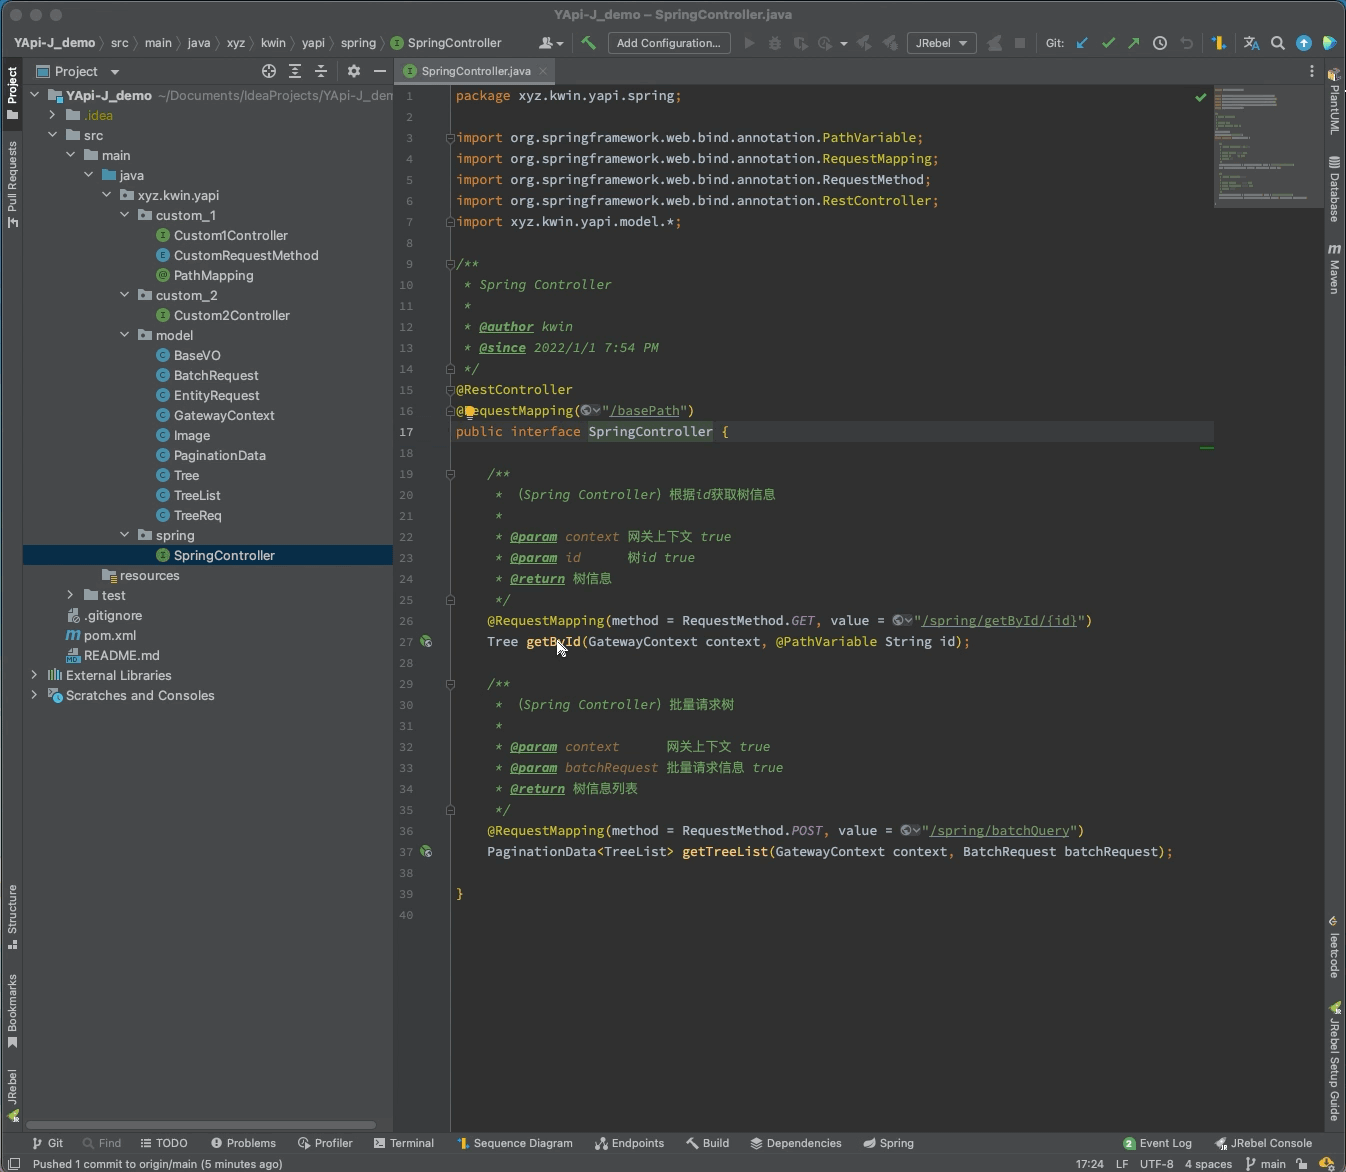 YApi-J_demo – SpringController.java
YApi-J_demo src main java xyz kwin yapi spring SpringController Add Configuration... JRebel Git:
Project
SpringController.java
YApi-J_demo ~/Documents/IdeaProjects/YApi-J_den
.idea
src
main
java
xyz.kwin.yapi
custom_1
Custom1Controller
CustomRequestMethod
PathMapping
custom_2
Custom2Controller
model
BaseVO
BatchRequest
EntityRequest
GatewayContext
Image
PaginationData
Tree
TreeList
TreeReq
spring
SpringController
resources
test
.gitignore
pom.xml
README.md
External Libraries
Scratches and Consoles
Project
Pull Requests
Structure
Bookmarks
JRebel
1 package xyz.kwin.yapi.spring;
2
3 import org.springframework.web.bind.annotation.PathVariable;
4 import org.springframework.web.bind.annotation.RequestMapping;
5 import org.springframework.web.bind.annotation.RequestMethod;
6 import org.springframework.web.bind.annotation.RestController;
7 import xyz.kwin.yapi.model.*;
8
9 /**
10 * Spring Controller
11 *
12 * @author kwin
13 * @since 2022/1/1 7:54 PM
14 */
15 @RestController
16 @RequestMapping("/basePath")
17 public interface SpringController {
18
19 /**
20 * （Spring Controller）根据id获取树信息
21 *
22 * @param context 网关上下文 true
23 * @param id 树id true
24 * @return 树信息
25 */
26 @RequestMapping(method = RequestMethod.GET, value = "/spring/getById/{id}")
27 Tree getById(GatewayContext context, @PathVariable String id);
28
29 /**
30 * （Spring Controller）批量请求树
31 *
32 * @param context 网关上下文 true
33 * @param batchRequest 批量请求信息 true
34 * @return 树信息列表
35 */
36 @RequestMapping(method = RequestMethod.POST, value = "/spring/batchQuery")
37 PaginationData<TreeList> getTreeList(GatewayContext context, BatchRequest batchRequest);
38
39 }
40
PlantUML
Database
Maven
leetcode
JRebel Setup Guide
Git Find TODO Problems Profiler Terminal Sequence Diagram Endpoints Build Dependencies Spring 2 Event Log JRebel Console
Pushed 1 commit to origin/main (5 minutes ago) 17:24 LF UTF-8 4 spaces main